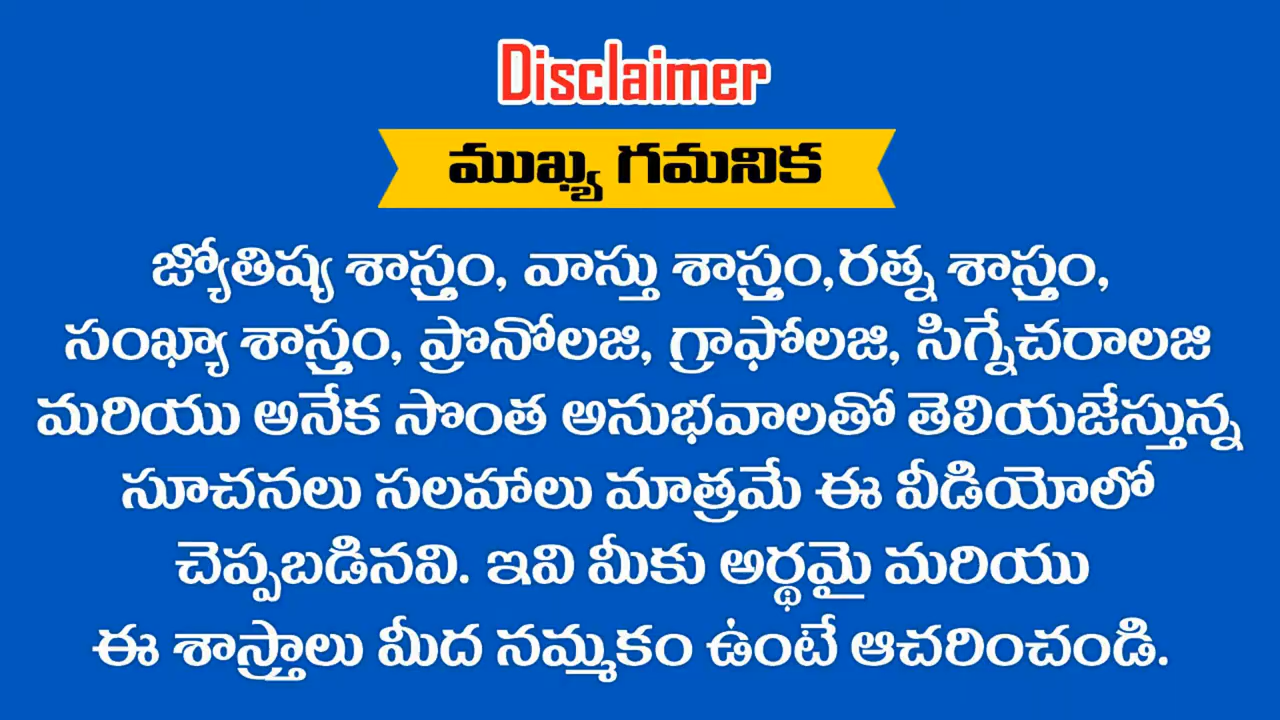 Disclaimer
ముఖ్య గమనిక
జ్యోతిష్య శాస్త్రం, వాస్తు శాస్త్రం,రత్న శాస్త్రం,
సంఖ్యా శాస్త్రం, ప్రొనోలజి, గ్రాఫోలజి, సిగ్నేచరాలజి
మరియు అనేక సొంత అనుభవాలతో తెలియజేస్తున్న
సూచనలు సలహాలు మాత్రమే ఈ వీడియోలో
చెప్పబడినవి. ఇవి మీకు అర్థమై మరియు
ఈ శాస్త్రాలు మీద నమ్మకం ఉంటే ఆచరించండి.